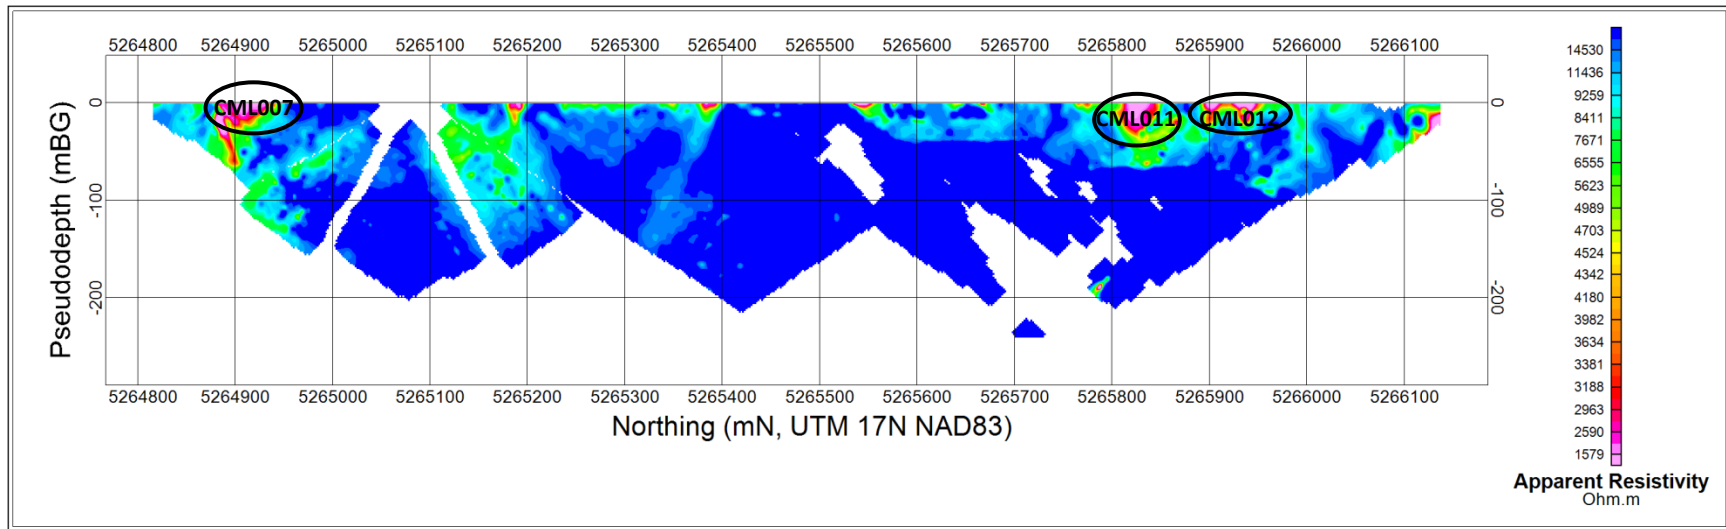 5264800 5264900 5265000 5265100 5265200 5265300 5265400 5265500 5265600 5265700 5265800 5265900 5266000 5266100
Pseudodepth (mBG)
0
-100
-200
CML007
CML011
CML012
0
-100
-200
5264800 5264900 5265000 5265100 5265200 5265300 5265400 5265500 5265600 5265700 5265800 5265900 5266000 5266100
Northing (mN, UTM 17N NAD83)
14530
11436
9259
8411
7671
6555
5623
4989
4703
4524
4342
4180
3982
3634
3381
3188
2963
2590
1579
Apparent Resistivity
Ohm.m